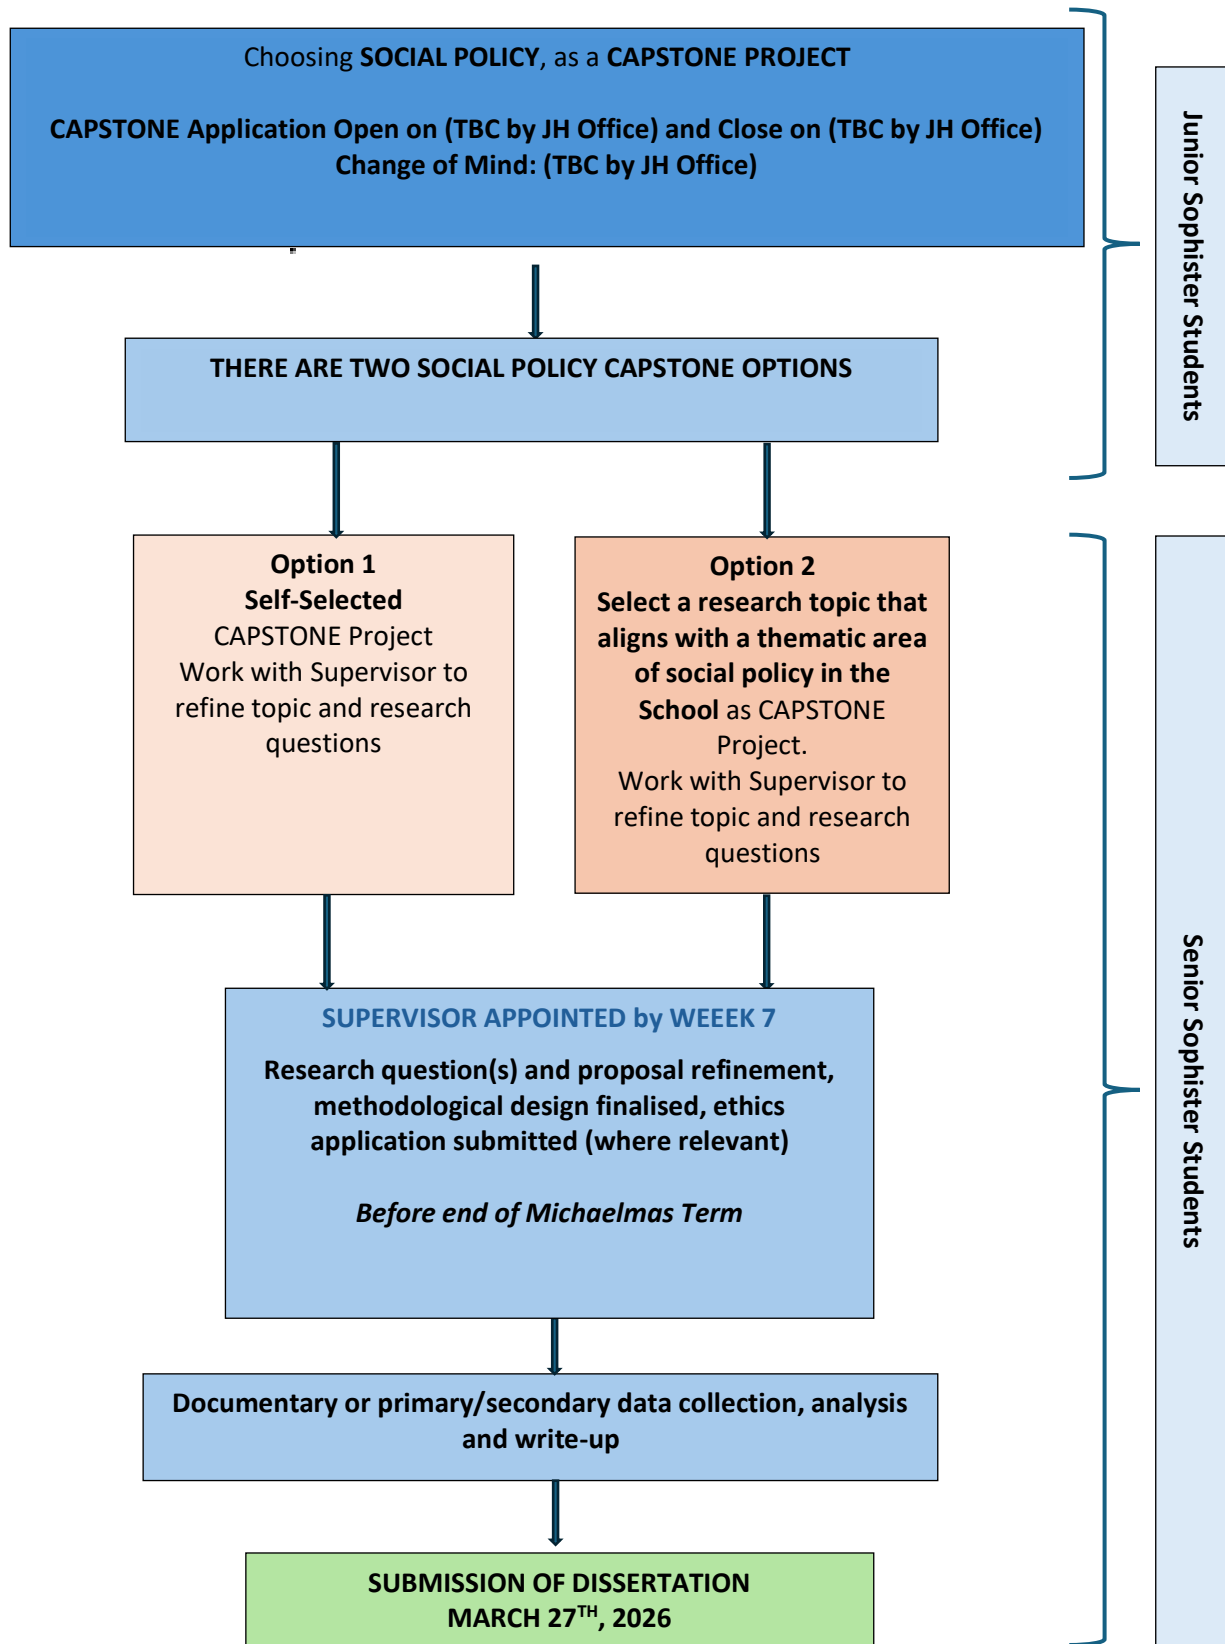 Choosing SOCIAL POLICY, as a CAPSTONE PROJECT
CAPSTONE Application Open on (TBC by JH Office) and Close on (TBC by JH Office)
Change of Mind: (TBC by JH Office)
Junior Sophister Students
THERE ARE TWO SOCIAL POLICY CAPSTONE OPTIONS
Option 1
Self-Selected
CAPSTONE Project
Work with Supervisor to
refine topic and research
questions
Option 2
Select a research topic that
aligns with a thematic area
of social policy in the
School as CAPSTONE
Project.
Work with Supervisor to
refine topic and research
questions
Senior Sophister Students
SUPERVISOR APPOINTED by WEEEK 7
Research question(s) and proposal refinement,
methodological design finalised, ethics
application submitted (where relevant)
Before end of Michaelmas Term
Documentary or primary/secondary data collection, analysis
and write-up
SUBMISSION OF DISSERTATION
MARCH 27TH, 2026